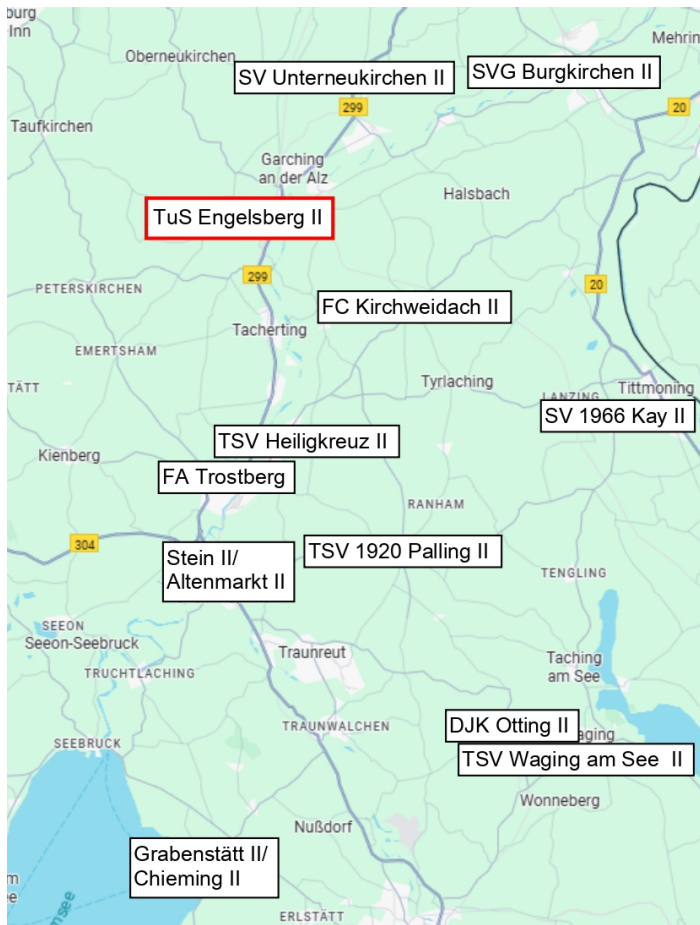 burg
Inn
Oberneukirchen
Mehring
SV Unterneukirchen II
SVG Burgkirchen II
299
20
Taufkirchen
Garching
an der Alz
Halsbach
TuS Engelsberg II
299
20
PETERSKIRCHEN
FC Kirchweidach II
Tacherting
EMERTSHAM
TÄTT
Tyrlaching
LANZING
Tittmoning
SV 1966 Kay II
TSV Heiligkreuz II
Kienberg
FA Trostberg
RANHAM
304
Stein II/
Altenmarkt II
TSV 1920 Palling II
TENGLING
SEEON
Seeon-Seebruck
Traunreut
Taching
am See
TRUCHTLACHING
DJK Otting II
aging
TRAUNWALCHEN
SEEBRUCK
TSV Waging am See II
Wonneberg
Nußdorf
Grabenstätt II/
Chieming II
m
ee
msee
ERLSTÄTT